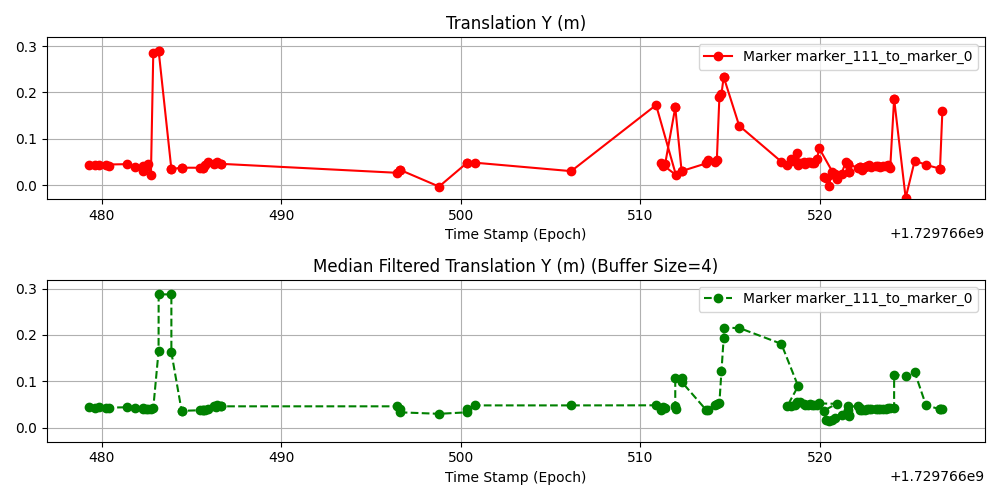 Translation Y (m)
0.3
0.2
0.1
0.0
Marker marker_111_to_marker_0
480
490
500
510
520
Time Stamp (Epoch)
+1.729766e9
Median Filtered Translation Y (m) (Buffer Size=4)
0.3
0.2
0.1
0.0
Marker marker_111_to_marker_0
480
490
500
510
520
Time Stamp (Epoch)
+1.729766e9